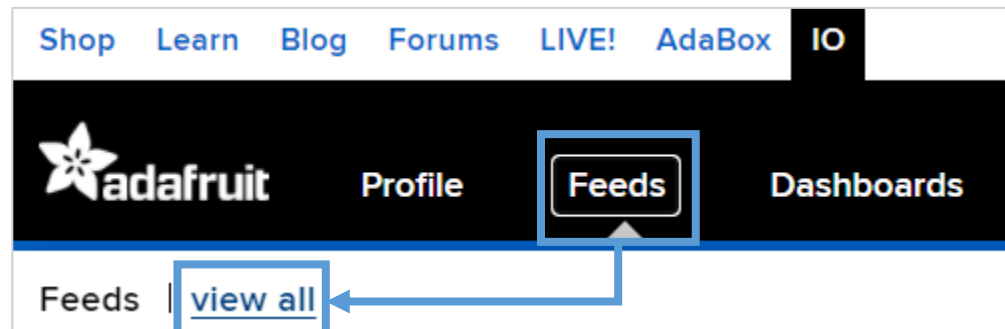 Shop Learn Blog Forums LIVE! AdaBox IO
adafruit Profile Feeds Dashboards
Feeds | view all